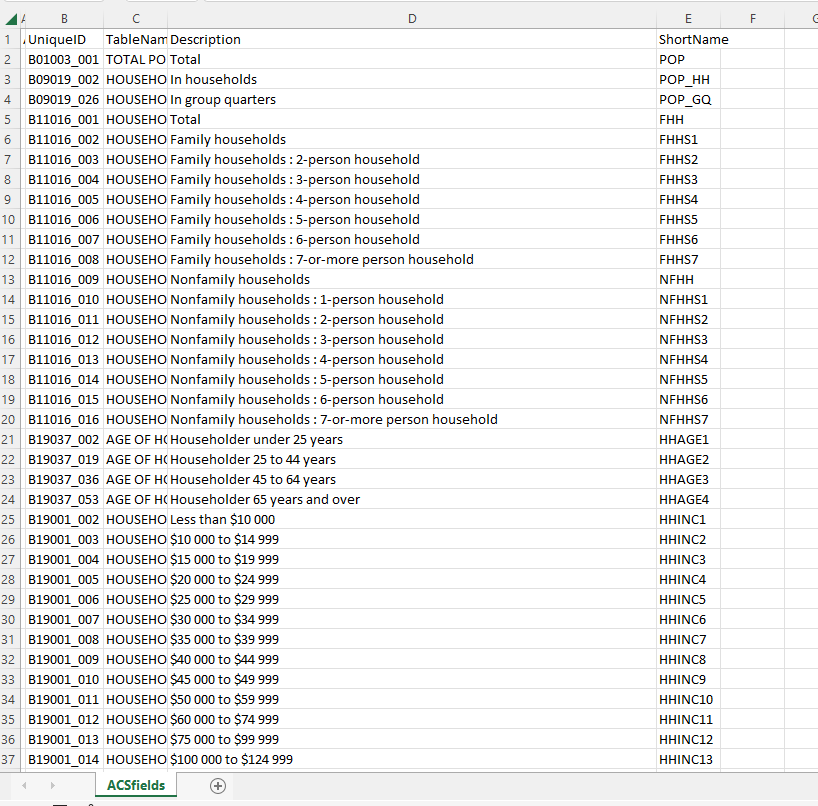 A B C D E F G
1 UniqueID TableNam Description ShortName
2 B01003_001 TOTAL PO Total POP
3 B09019_002 HOUSEHO In households POP_HH
4 B09019_026 HOUSEHO In group quarters POP_GQ
5 B11016_001 HOUSEHO Total FHH
6 B11016_002 HOUSEHO Family households FHHS1
7 B11016_003 HOUSEHO Family households : 2-person household FHHS2
8 B11016_004 HOUSEHO Family households : 3-person household FHHS3
9 B11016_005 HOUSEHO Family households : 4-person household FHHS4
10 B11016_006 HOUSEHO Family households : 5-person household FHHS5
11 B11016_007 HOUSEHO Family households : 6-person household FHHS6
12 B11016_008 HOUSEHO Family households : 7-or-more person household FHHS7
13 B11016_009 HOUSEHO Nonfamily households NFHH
14 B11016_010 HOUSEHO Nonfamily households : 1-person household NFHHS1
15 B11016_011 HOUSEHO Nonfamily households : 2-person household NFHHS2
16 B11016_012 HOUSEHO Nonfamily households : 3-person household NFHHS3
17 B11016_013 HOUSEHO Nonfamily households : 4-person household NFHHS4
18 B11016_014 HOUSEHO Nonfamily households : 5-person household NFHHS5
19 B11016_015 HOUSEHO Nonfamily households : 6-person household NFHHS6
20 B11016_016 HOUSEHO Nonfamily households : 7-or-more person household NFHHS7
21 B19037_002 AGE OF HO Householder under 25 years HHAGE1
22 B19037_019 AGE OF HO Householder 25 to 44 years HHAGE2
23 B19037_036 AGE OF HO Householder 45 to 64 years HHAGE3
24 B19037_053 AGE OF HO Householder 65 years and over HHAGE4
25 B19001_002 HOUSEHO Less than $10 000 HHINC1
26 B19001_003 HOUSEHO $10 000 to $14 999 HHINC2
27 B19001_004 HOUSEHO $15 000 to $19 999 HHINC3
28 B19001_005 HOUSEHO $20 000 to $24 999 HHINC4
29 B19001_006 HOUSEHO $25 000 to $29 999 HHINC5
30 B19001_007 HOUSEHO $30 000 to $34 999 HHINC6
31 B19001_008 HOUSEHO $35 000 to $39 999 HHINC7
32 B19001_009 HOUSEHO $40 000 to $44 999 HHINC8
33 B19001_010 HOUSEHO $45 000 to $49 999 HHINC9
34 B19001_011 HOUSEHO $50 000 to $59 999 HHINC10
35 B19001_012 HOUSEHO $60 000 to $74 999 HHINC11
36 B19001_013 HOUSEHO $75 000 to $99 999 HHINC12
37 B19001_014 HOUSEHO $100 000 to $124 999 HHINC13
ACSfields